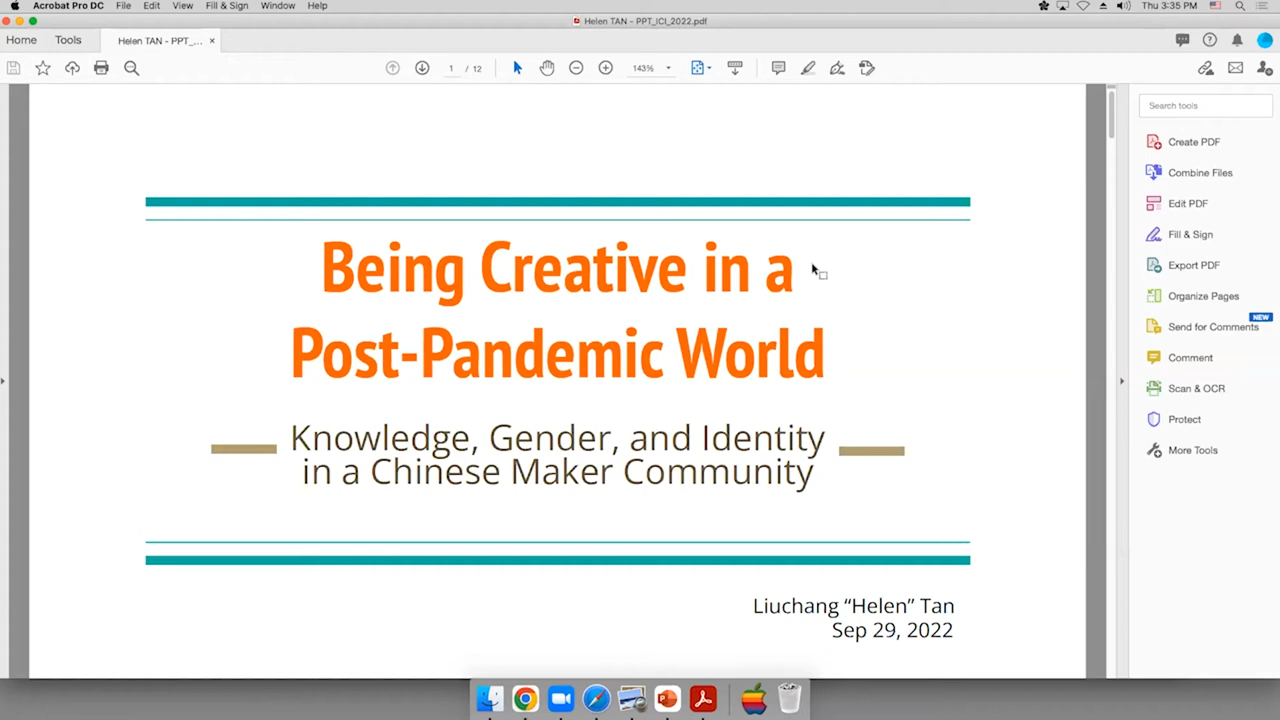 Acrobat Pro DC File Edit View Sign Window Help Thu 3:35 PM
Helen TAN - PPT_ICI_2022.pdf
Home Tools Helen TAN - PPT_... ×
1 / 12 143%
Search tools
Create PDF
Combine Files
Edit PDF
Fill & Sign
Export PDF
Organize Pages
NEW
Send for Comments
Comment
Scan & OCR
Protect
More Tools
Being Creative in a
Post-Pandemic World
Knowledge, Gender, and Identity
in a Chinese Maker Community
Liuchang “Helen” Tan
Sep 29, 2022